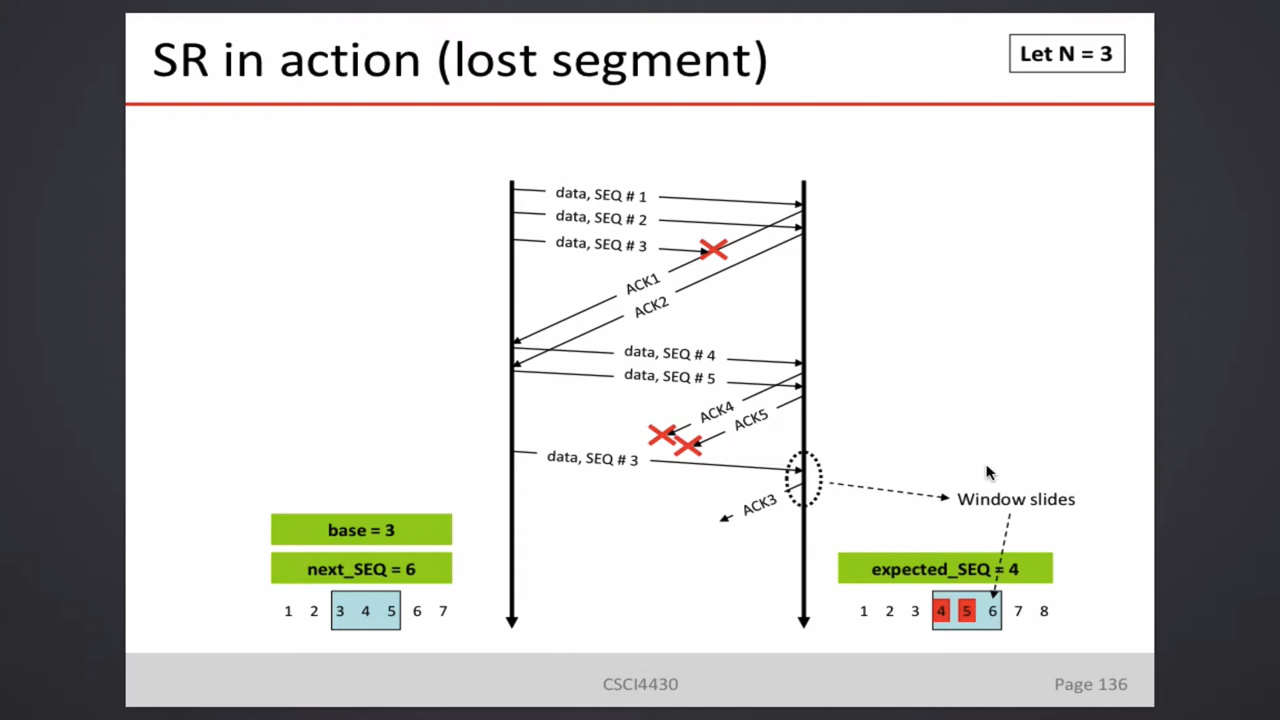 SR in action (lost segment)
Let N = 3
data, SEQ # 1
data, SEQ # 2
data, SEQ # 3
ACK1
ACK2
data, SEQ # 4
data, SEQ # 5
ACK4
ACK5
data, SEQ # 3
ACK3
Window slides
base = 3
next_SEQ = 6
1 2 3 4 5 6 7
expected_SEQ = 4
1 2 3 4 5 6 7 8
CSCI4430
Page 136